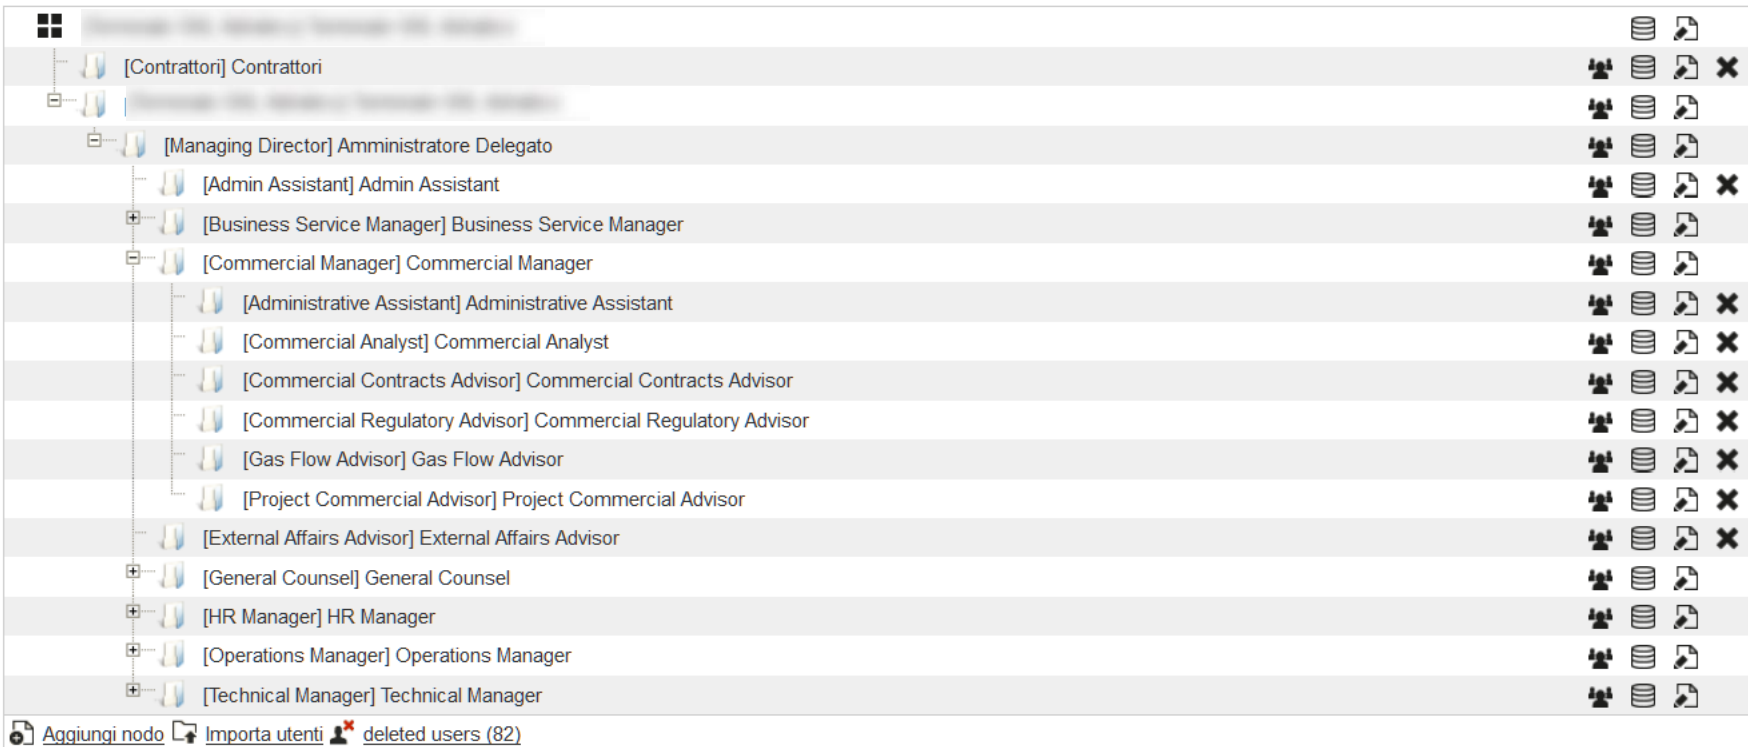 [Contrattori] Contrattori
[Managing Director] Amministratore Delegato
[Admin Assistant] Admin Assistant
[Business Service Manager] Business Service Manager
[Commercial Manager] Commercial Manager
[Administrative Assistant] Administrative Assistant
[Commercial Analyst] Commercial Analyst
[Commercial Contracts Advisor] Commercial Contracts Advisor
[Commercial Regulatory Advisor] Commercial Regulatory Advisor
[Gas Flow Advisor] Gas Flow Advisor
[Project Commercial Advisor] Project Commercial Advisor
[External Affairs Advisor] External Affairs Advisor
[General Counsel] General Counsel
[HR Manager] HR Manager
[Operations Manager] Operations Manager
[Technical Manager] Technical Manager
Aggiungi nodo Importa utenti deleted users (82)